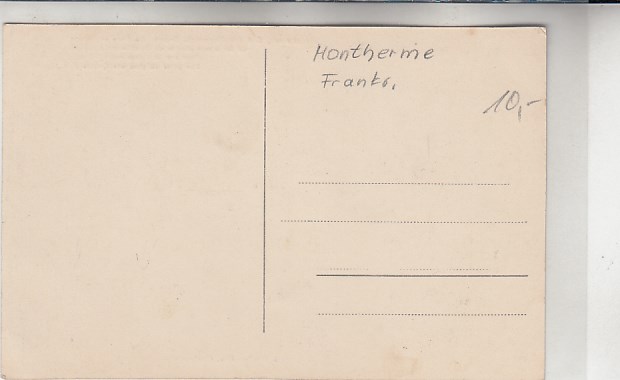 Monthermé
Frankr.
10,-